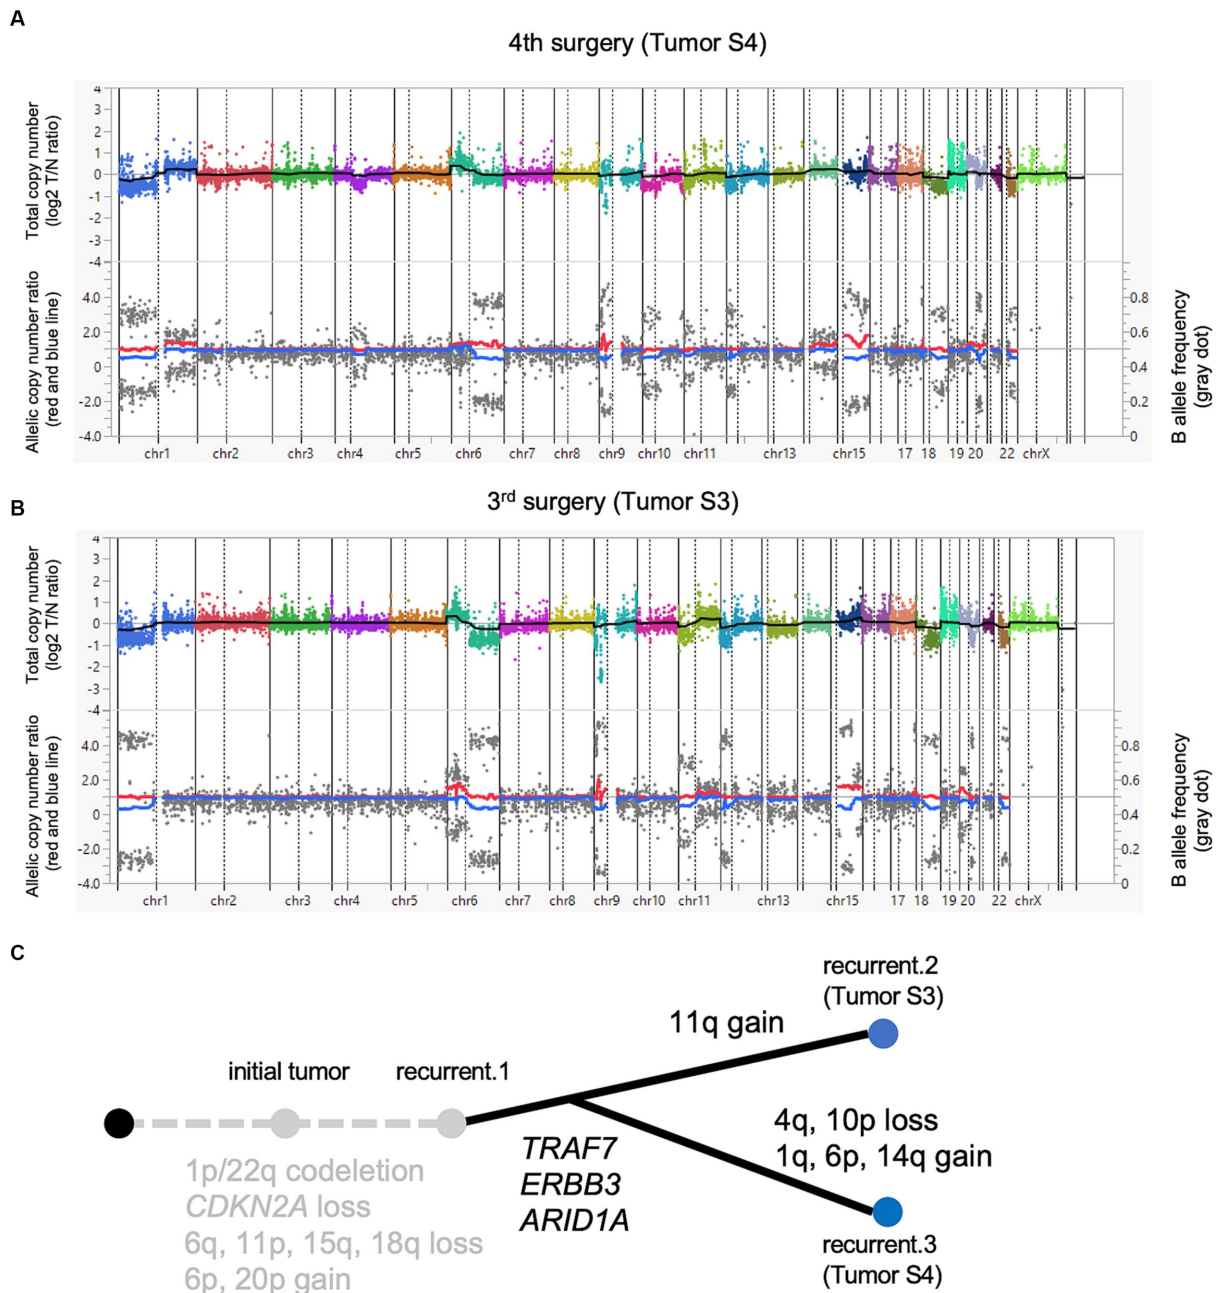 A
4th surgery (Tumor S4)
Total copy number
(log2 T/N ratio)
4
3
2
1
0
-1
-2
-3
-4
Allelic copy number ratio
(red and blue line)
4.0
2.0
0
-2.0
-4.0
0.8
0.6
0.4
0.2
0
B allele frequency
(gray dot)
chr1 chr2 chr3 chr4 chr5 chr6 chr7 chr8 chr9 chr10 chr11 chr13 chr15 17 18 19 20 22 chrX
B
3rd surgery (Tumor S3)
Total copy number
(log2 T/N ratio)
4
3
2
1
0
-1
-2
-3
-4
Allelic copy number ratio
(red and blue line)
4.0
2.0
0
-2.0
-4.0
0.8
0.6
0.4
0.2
0
B allele frequency
(gray dot)
chr1 chr2 chr3 chr4 chr5 chr6 chr7 chr8 chr9 chr10 chr11 chr13 chr15 17 18 19 20 22 chrX
C
recurrent.2
(Tumor S3)
11q gain
initial tumor
recurrent.1
1p/22q codeletion
CDKN2A loss
6q, 11p, 15q, 18q loss
6p, 20p gain
TRAF7
ERBB3
ARID1A
4q, 10p loss
1q, 6p, 14q gain
recurrent.3
(Tumor S4)